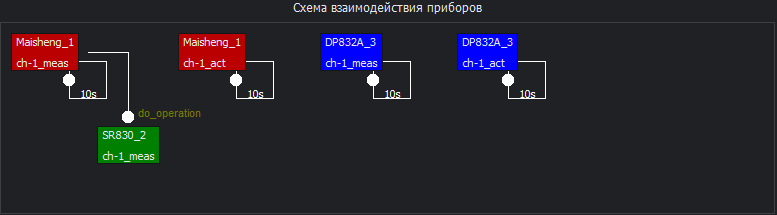 Схема взаимодействия приборов
Maisheng_1
ch-1_meas
10s
Maisheng_1
ch-1_act
10s
DP832A_3
ch-1_meas
10s
DP832A_3
ch-1_act
10s
do_operation
SR830_2
ch-1_meas